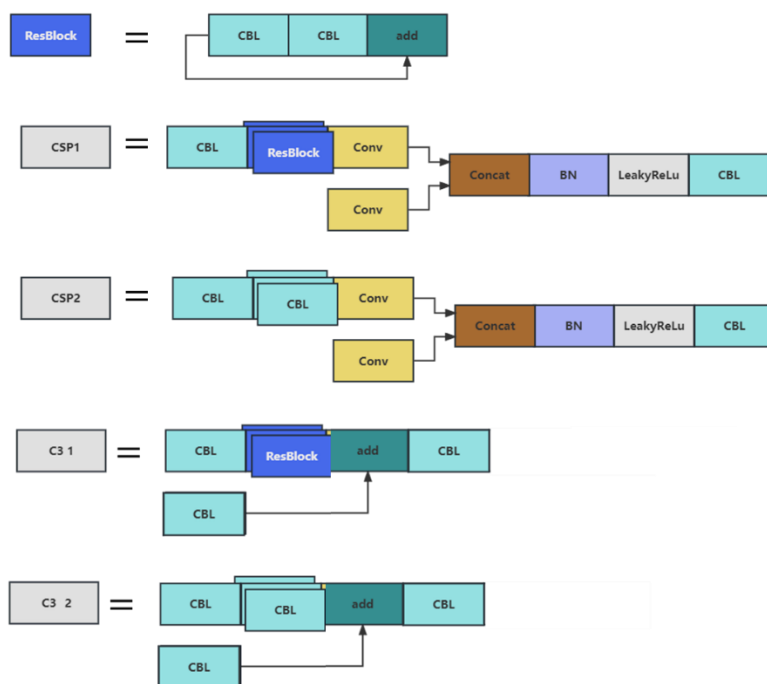 ResBlock = CBL CBL add
CSP1 = CBL ResBlock Conv
Concat BN LeakyReLu CBL
Conv
CSP2 = CBL CBL Conv
Concat BN LeakyReLu CBL
Conv
C3 1 = CBL ResBlock add CBL
CBL
C3 2 = CBL CBL add CBL
CBL